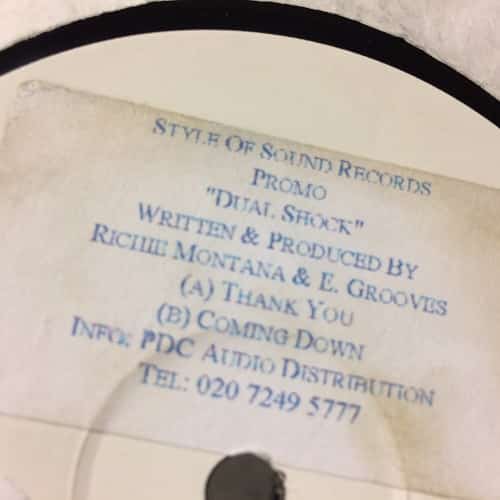 STYLE OF SOUND RECORDS
PROMO
"DUAL SHOCK"
WRITTEN & PRODUCED BY
RICHIE MONTANA & E. GROOVES
(A) THANK YOU
(B) COMING DOWN
INFO: PDC AUDIO DISTRIBUTION
TEL: 020 7249 5777